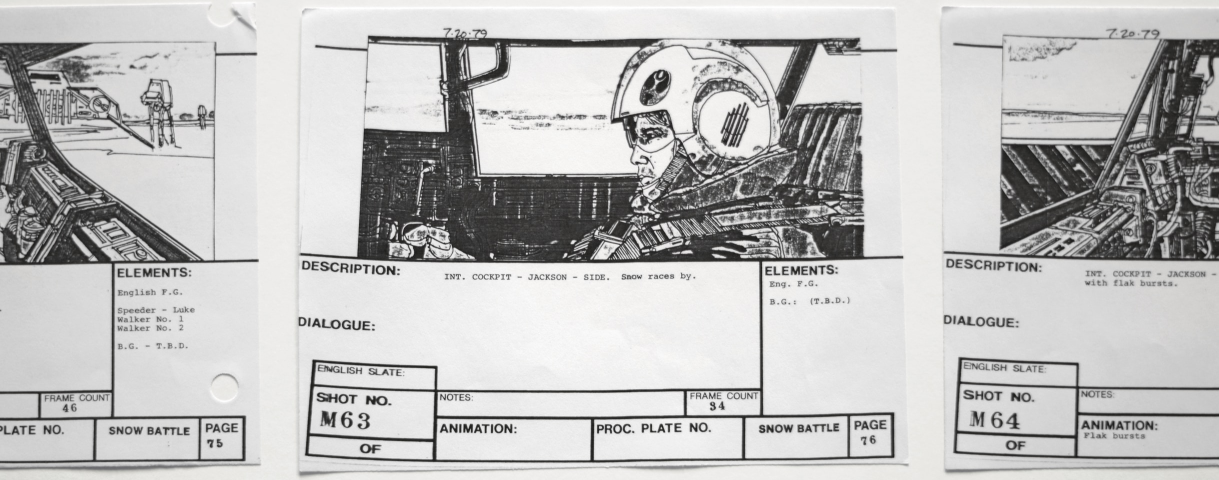 ELEMENTS:
English F.G.
Speeder - Luke
Walker No. 1
Walker No. 2
B.G. - T.B.D.
FRAME COUNT
46
PLATE NO.
SNOW BATTLE
PAGE
75
7-20-79
DESCRIPTION:
INT. COCKPIT - JACKSON - SIDE. Snow races by.
DIALOGUE:
ELEMENTS:
Eng. F.G.
B.G.: (T.B.D.)
ENGLISH SLATE:
SHOT NO.
M63
OF
NOTES:
FRAME COUNT
34
ANIMATION:
PROC. PLATE NO.
SNOW BATTLE
PAGE
76
7-20-79
DESCRIPTION:
INT. COCKPIT - JACKSON -
with flak bursts.
DIALOGUE:
ENGLISH SLATE:
SHOT NO.
M64
OF
NOTES:
ANIMATION:
Flak bursts